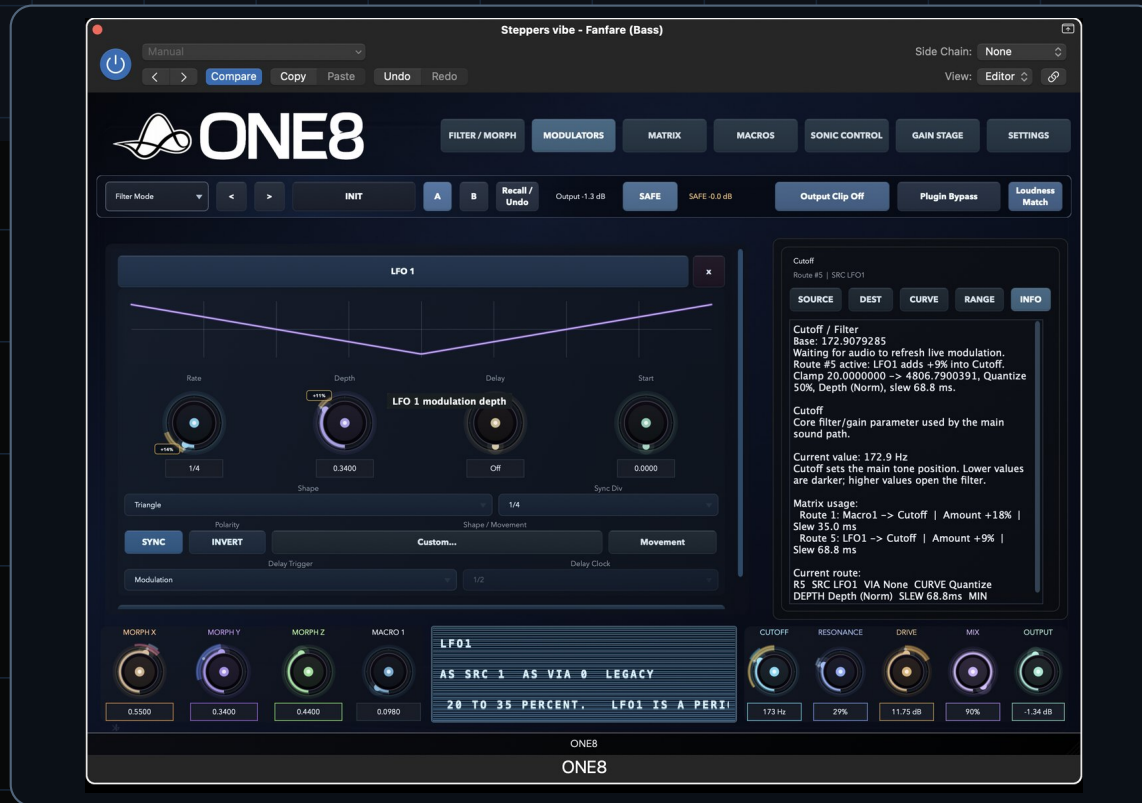 Steppers vibe - Fanfare (Bass)
Manual
Side Chain: None
< > Compare Copy Paste Undo Redo
View: Editor
ONE8
FILTER / MORPH MODULATORS MATRIX MACROS SONIC CONTROL GAIN STAGE SETTINGS
Filter Mode < > INIT A B Recall / Undo Output -1.3 dB SAFE SAFE -0.0 dB Output Clip Off Plugin Bypass Loudness Match
LFO 1 x
Rate Depth Delay Start
+14% +11%
LFO 1 modulation depth
1/4 0.3400 Off 0.0000
Shape Sync Div
Triangle 1/4
Polarity Shape / Movement
SYNC INVERT Custom... Movement
Delay Trigger Delay Clock
Modulation 1/2
Cutoff
Route #5 | SRC LFO1
SOURCE DEST CURVE RANGE INFO
Cutoff / Filter
Base: 172.9079285
Waiting for audio to refresh live modulation.
Route #5 active: LFO1 adds +9% into Cutoff.
Clamp 20.0000000 -> 4806.7900391, Quantize
50%, Depth (Norm), slew 68.8 ms.
Cutoff
Core filter/gain parameter used by the main
sound path.
Current value: 172.9 Hz
Cutoff sets the main tone position. Lower values
are darker; higher values open the filter.
Matrix usage:
Route 1: Macro1 -> Cutoff | Amount +18% |
Slew 35.0 ms
Route 5: LFO1 -> Cutoff | Amount +9% |
Slew 68.8 ms
Current route:
R5 SRC LFO1 VIA None CURVE Quantize
DEPTH Depth (Norm) SLEW 68.8ms MIN
MORPH X MORPH Y MORPH Z MACRO 1
0.5500 0.3400 0.4400 0.0980
LFO1
AS SRC 1 AS VIA 0 LEGACY
20 TO 35 PERCENT. LFO1 IS A PERI
CUTOFF RESONANCE DRIVE MIX OUTPUT
173 Hz 29% 11.75 dB 90% -1.34 dB
ONE8
ONE8